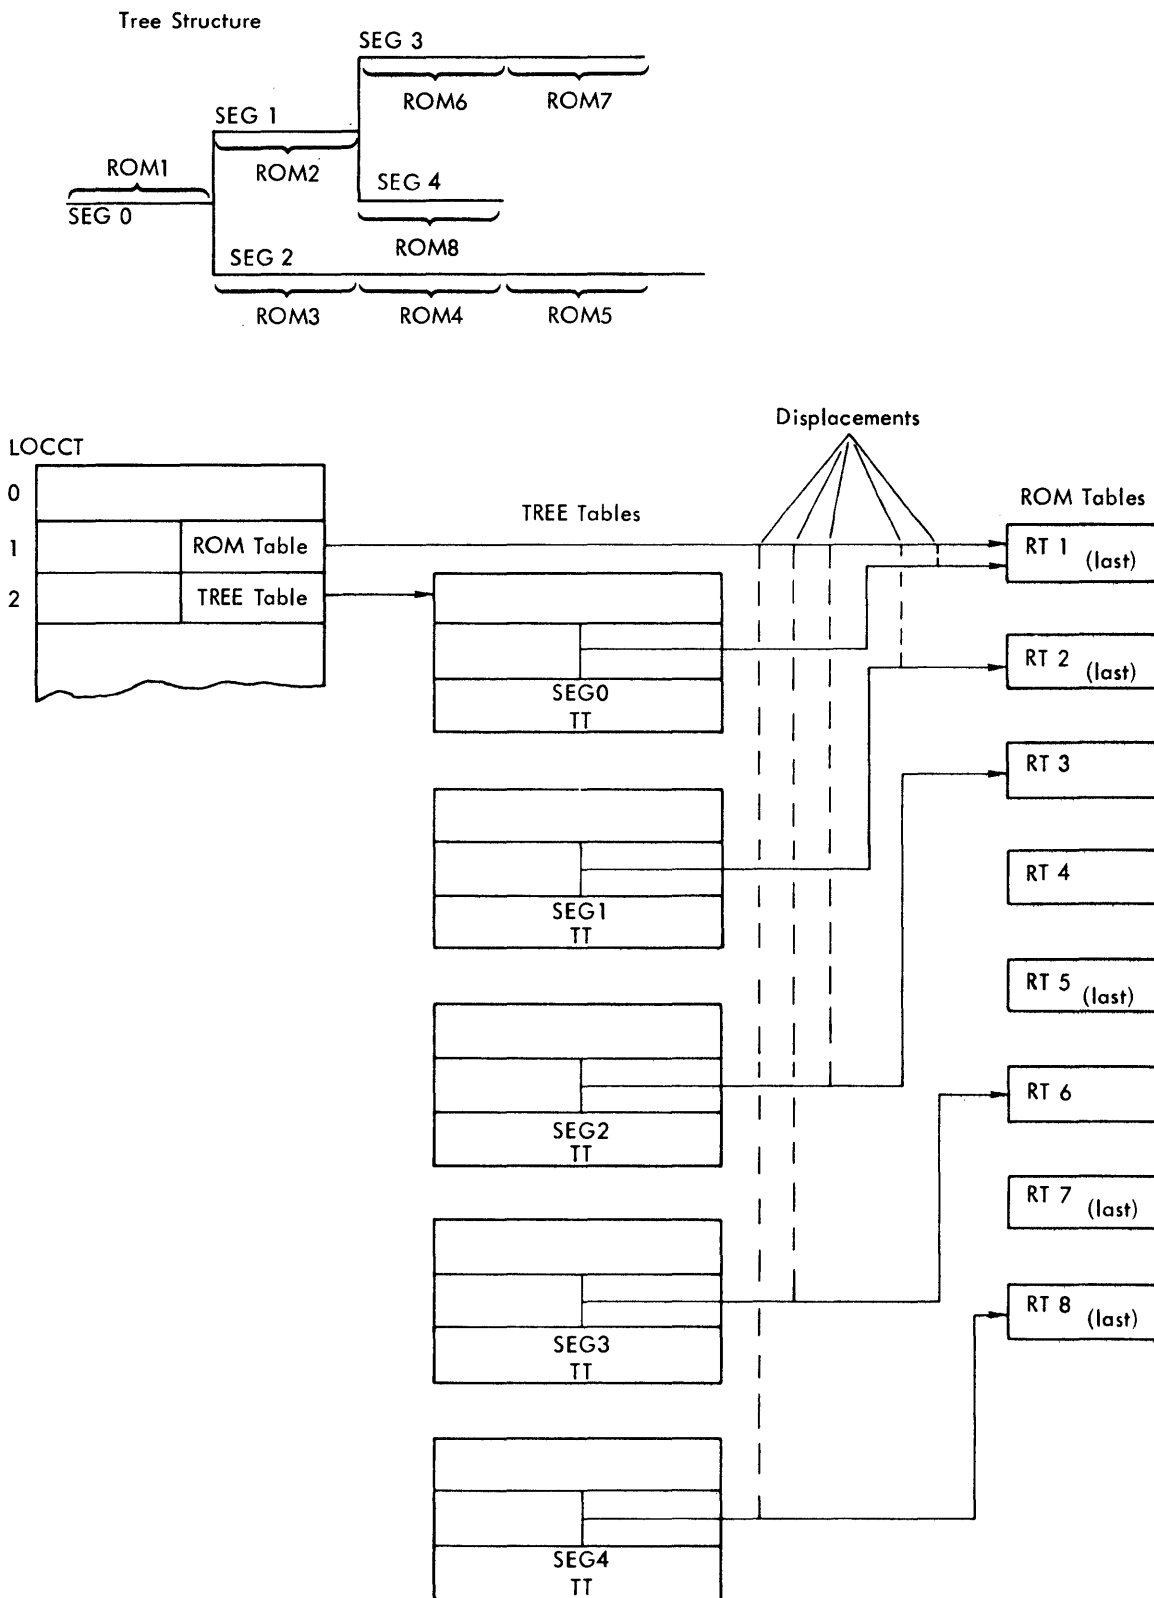 Tree Structure
SEG 3
ROM6
ROM7
SEG 1
ROM1
ROM2
SEG 4
SEG 0
ROM8
SEG 2
ROM3
ROM4
ROM5
Displacements
LOCCT
0
TREE Tables
ROM Tables
1
ROM Table
RT 1
(last)
2
TREE Table
RT 2
(last)
SEG0
TT
RT 3
RT 4
SEG1
TT
RT 5
(last)
RT 6
SEG2
TT
RT 7
(last)
RT 8
(last)
SEG3
TT
SEG4
TT